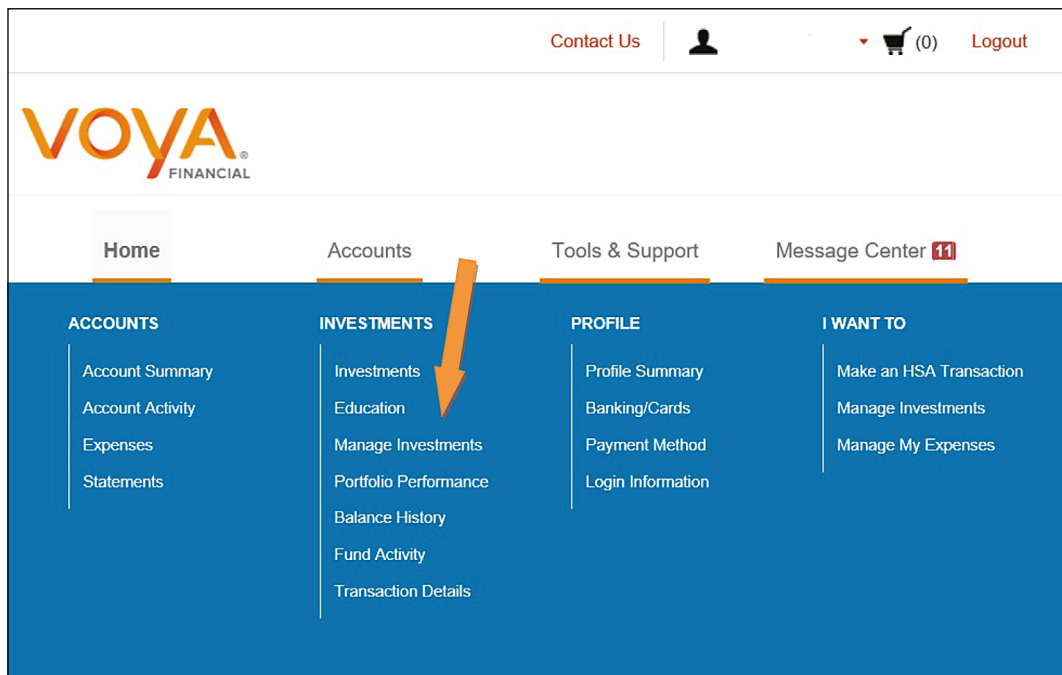 Contact Us (0) Logout
VOYA®
FINANCIAL
Home Accounts Tools & Support Message Center 11
ACCOUNTS
Account Summary
Account Activity
Expenses
Statements
INVESTMENTS
Investments
Education
Manage Investments
Portfolio Performance
Balance History
Fund Activity
Transaction Details
PROFILE
Profile Summary
Banking/Cards
Payment Method
Login Information
I WANT TO
Make an HSA Transaction
Manage Investments
Manage My Expenses